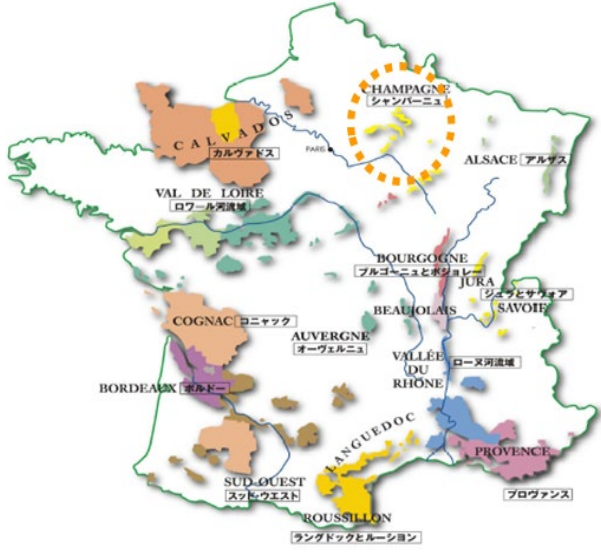 CHAMPAGNE
シャンパーニュ
CALVADOS
カルヴァドス
PARIS
ALSACE アルザス
VAL DE LOIRE
ロワール河流域
BOURGOGNE
ブルゴーニュとボジョレー
JURA
ジュラとサヴォア
SAVOIE
COGNAC コニャック
BEAUJOLAIS
AUVERGNE
オーヴェルニュ
VALLÉE
DU
RHÔNE
ローヌ河流域
BORDEAUX ボルドー
LANGUEDOC
PROVENCE
プロヴァンス
SUD OUEST
スッド・ウエスト
ROUSSILLON
ラングドックとルーション